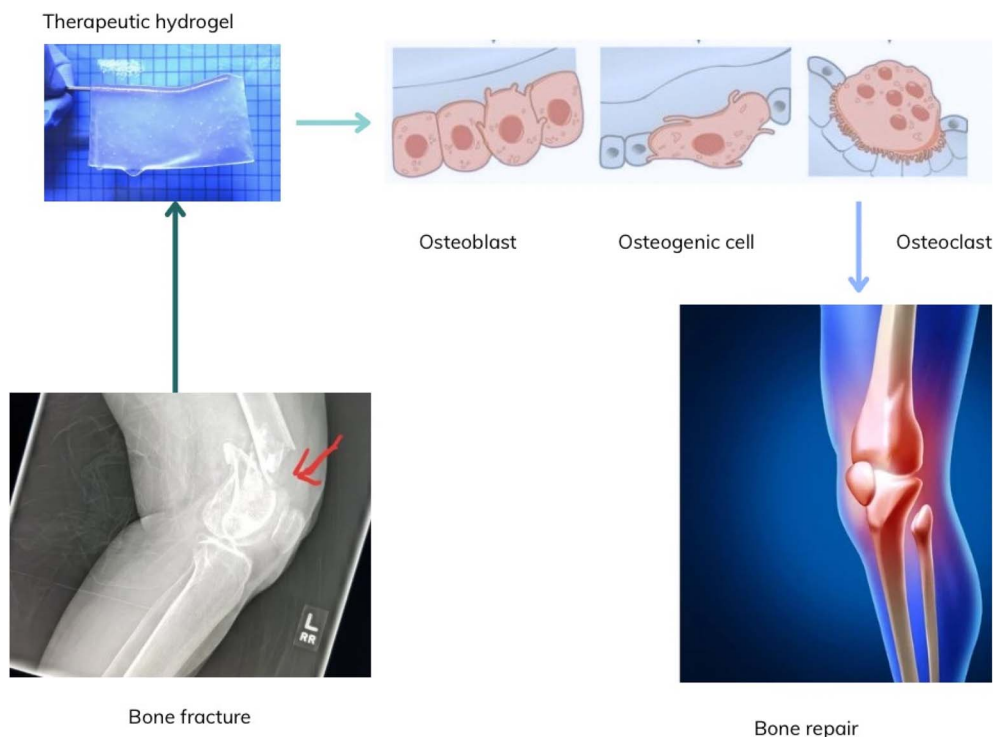 Therapeutic hydrogel
Osteoblast
Osteogenic cell
Osteoclast
L
RR
Bone fracture
Bone repair